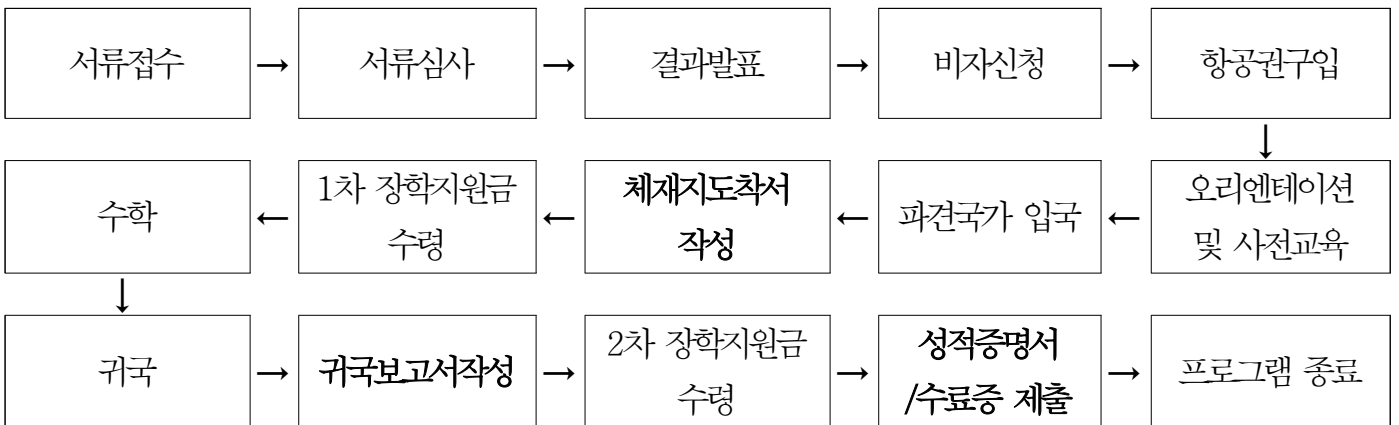 서류접수 → 서류심사 → 결과발표 → 비자신청 → 항공권구입
↓
오리엔테이션
및 사전교육
←
파견국가 입국
←
체재지도착서
작성
←
1차 장학지원금
수령
←
수학
↓
귀국
→
귀국보고서작성
→
2차 장학지원금
수령
→
성적증명서
/수료증 제출
→
프로그램 종료